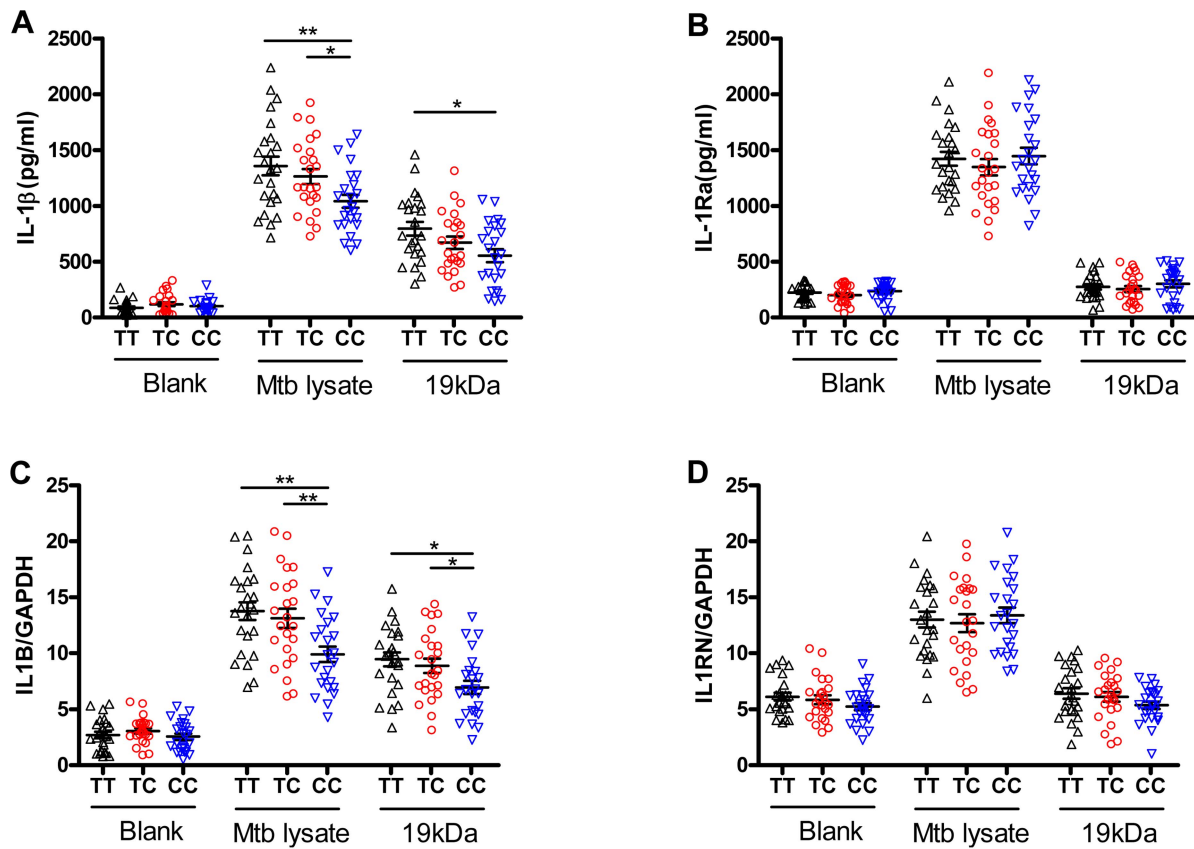 A
IL-1β (pg/ml)
2500
2000
1500
1000
500
0
** 
*
*
TT TC CC TT TC CC TT TC CC
Blank Mtb lysate 19kDa
B
IL-1Ra(pg/ml)
2500
2000
1500
1000
500
0
TT TC CC TT TC CC TT TC CC
Blank Mtb lysate 19kDa
C
IL1B/GAPDH
25
20
15
10
5
0
**
**
*
*
TT TC CC TT TC CC TT TC CC
Blank Mtb lysate 19kDa
D
IL1RN/GAPDH
25
20
15
10
5
0
TT TC CC TT TC CC TT TC CC
Blank Mtb lysate 19kDa